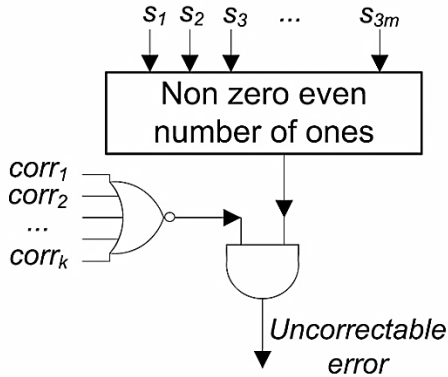 s1 s2 s3 ... s3m
Non zero even
number of ones
corr1
corr2
...
corrk
Uncorrectable
error